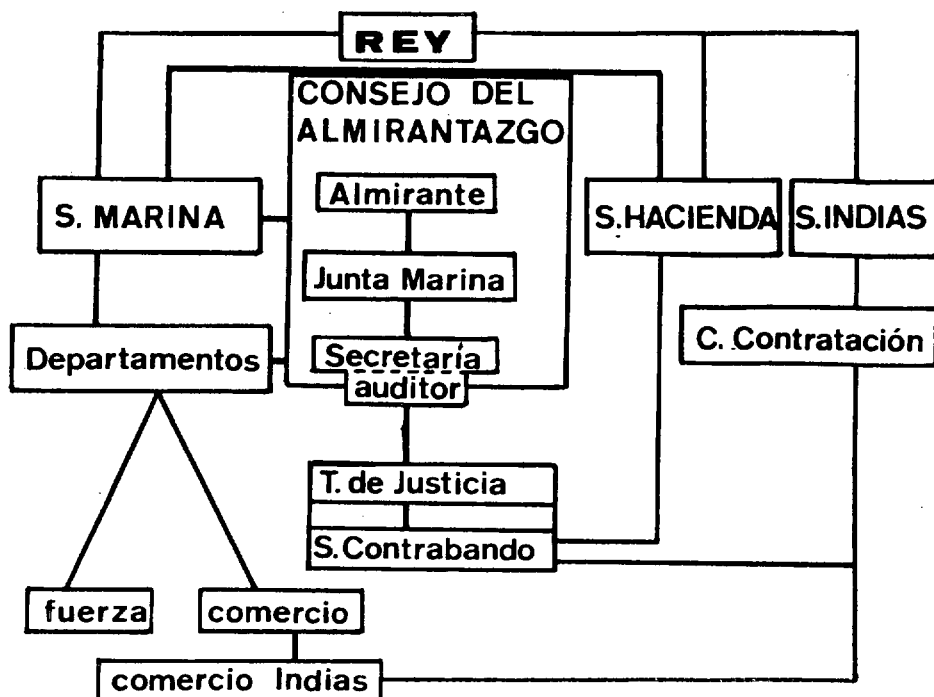 REY
CONSEJO DEL
ALMIRANTAZGO
Almirante
S. MARINA
S.HACIENDA
S.INDIAS
Junta Marina
C. Contratación
Departamentos
Secretaría
auditor
T. de Justicia
S.Contrabando
fuerza
comercio
comercio Indias